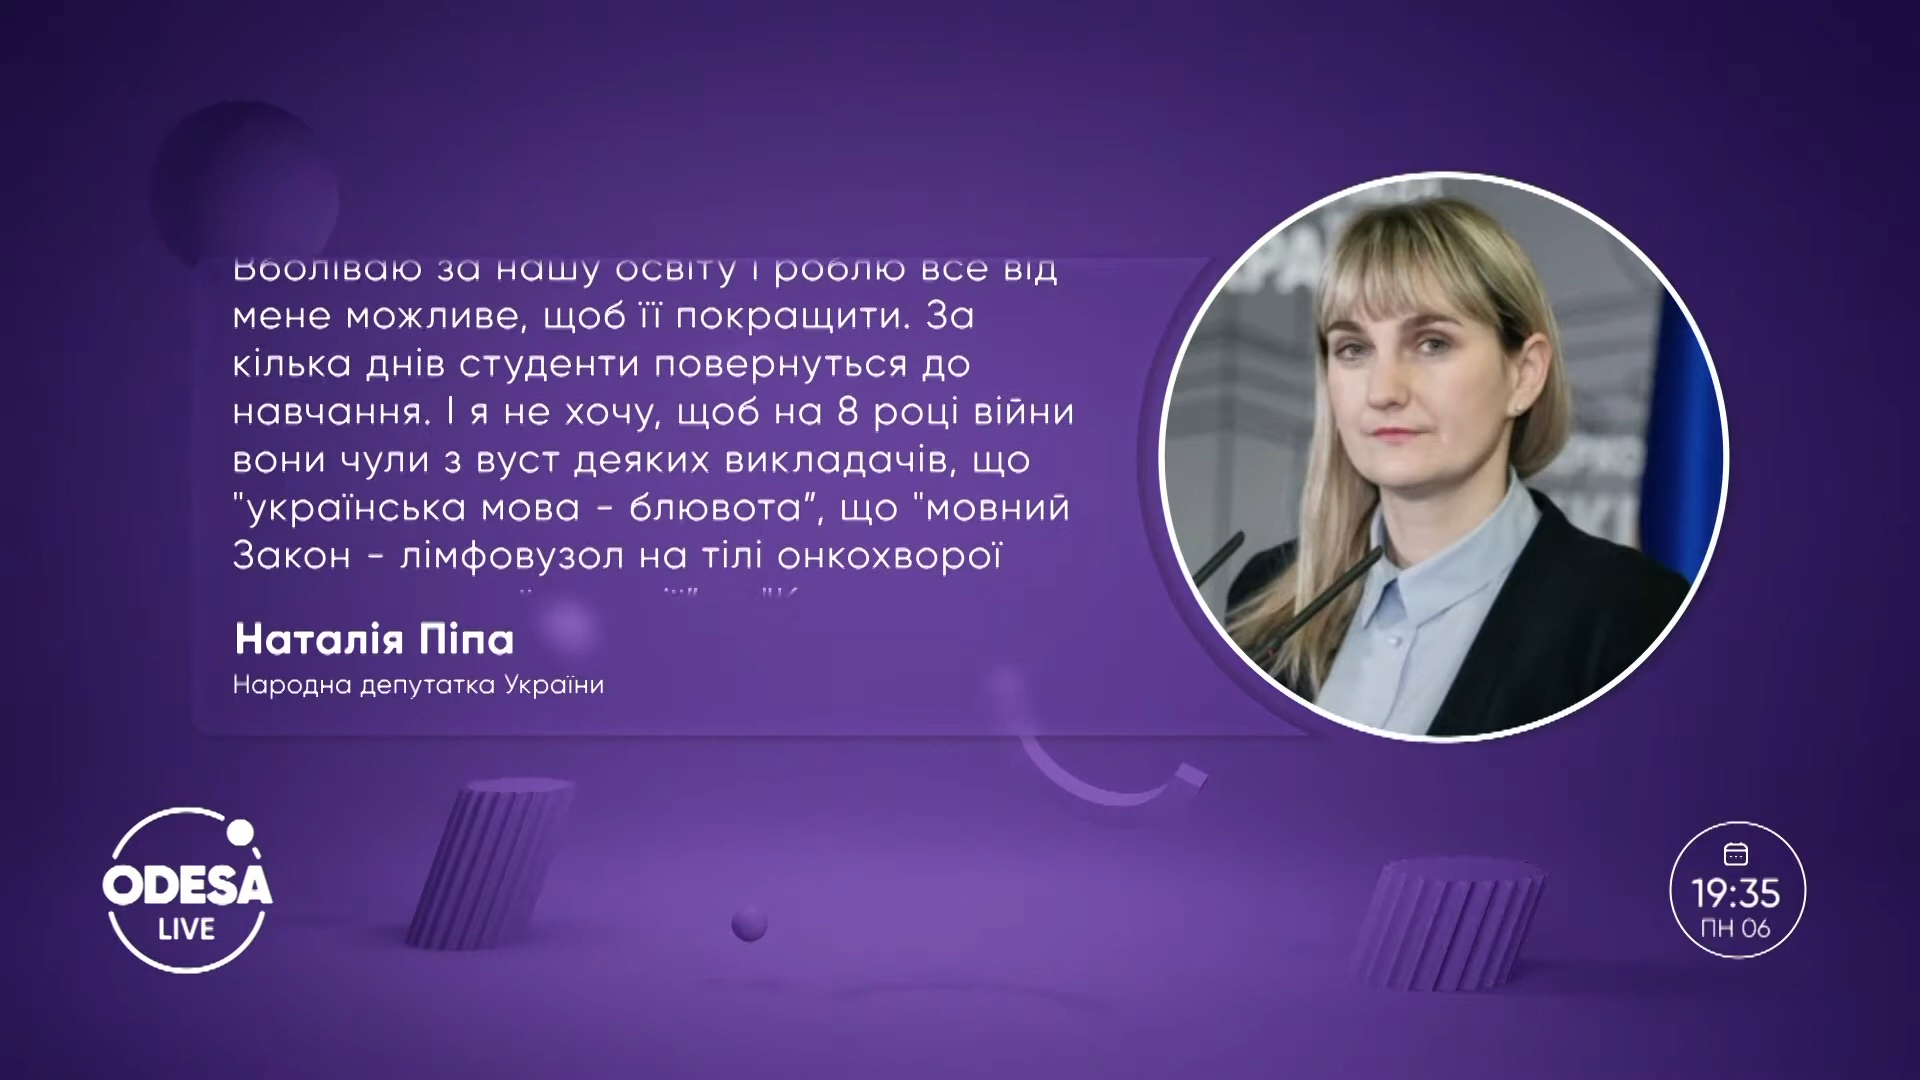 Вболіваю за нашу освіту і роблю все від
мене можливе, щоб її покращити. За
кілька днів студенти повернуться до
навчання. І я не хочу, щоб на 8 році війни
вони чули з вуст деяких викладачів, що
"українська мова - блювота”, що "мовний
Закон - лімфовузол на тілі онкохворої
Наталія Піпа
Народна депутатка України
ODESA
LIVE
19:35
ПН 06